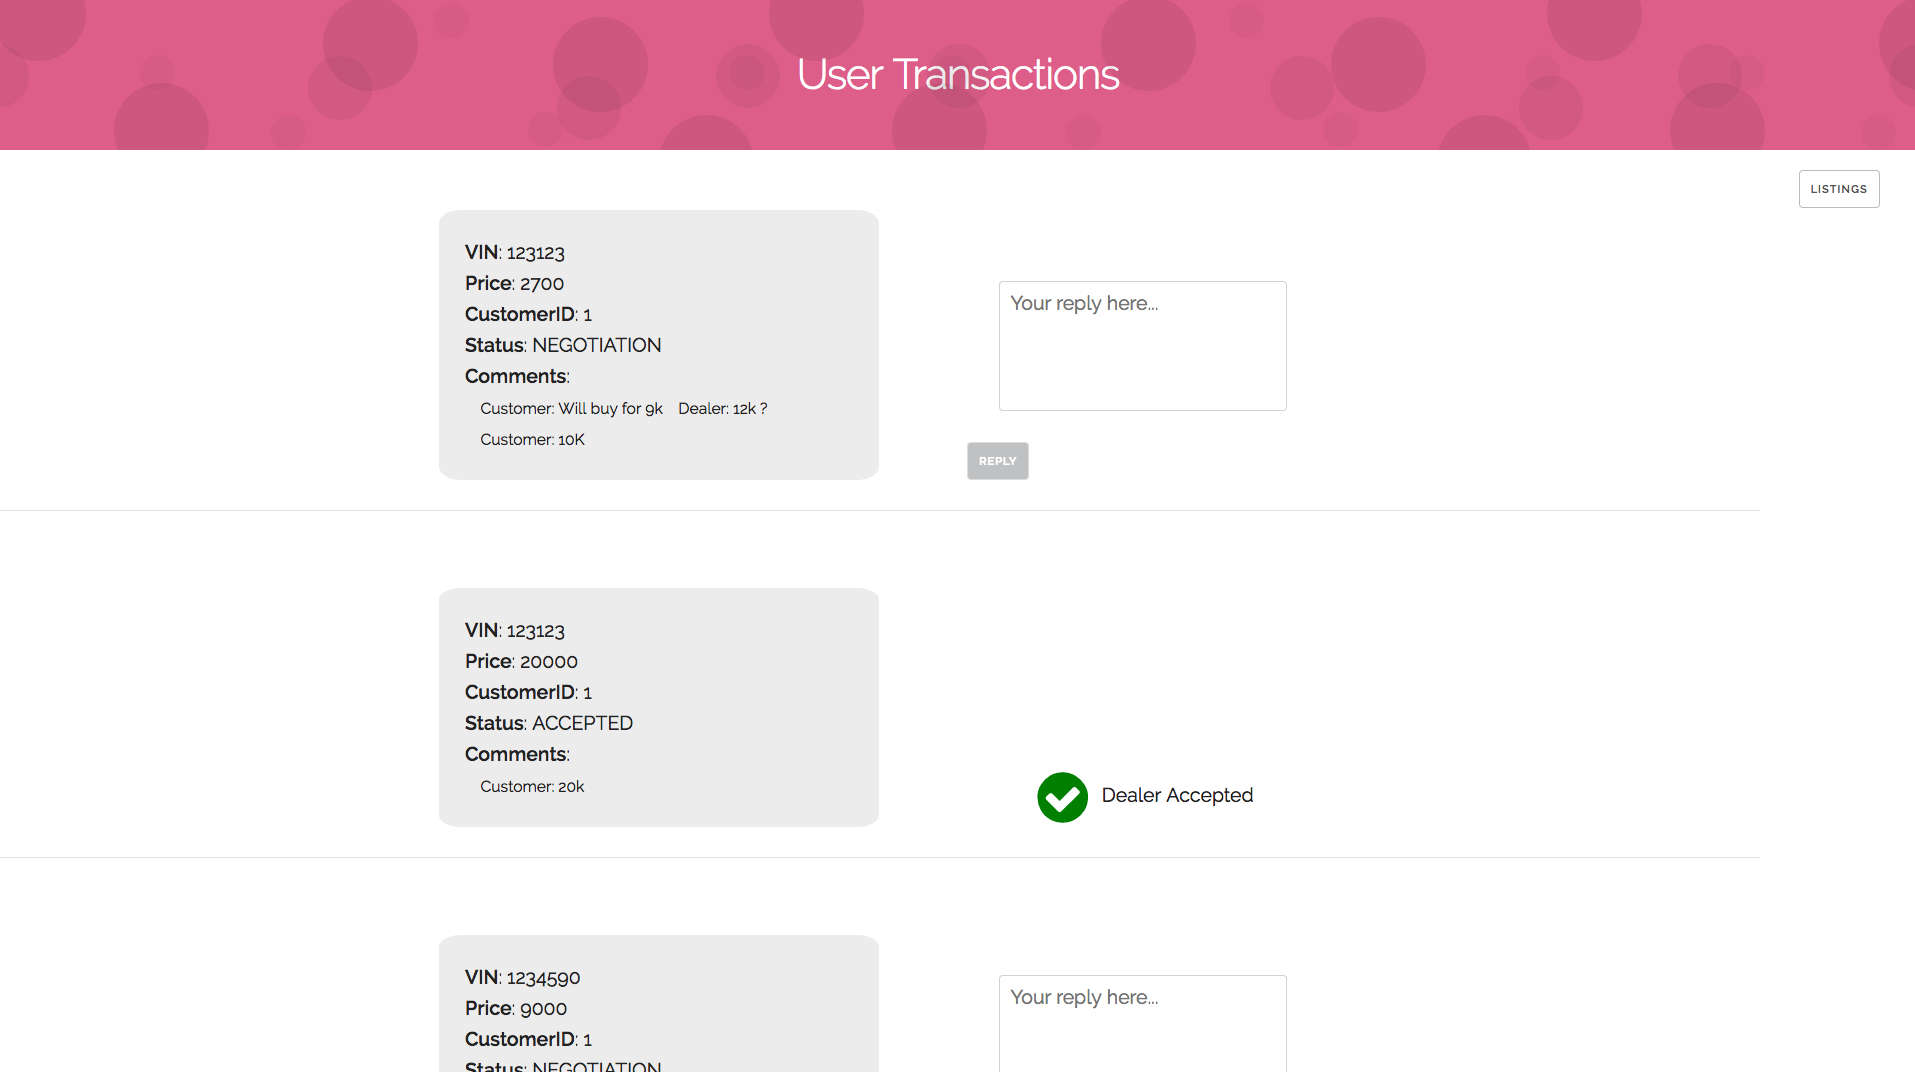 User Transactions
LISTINGS
VIN: 123123
Price: 2700
CustomerID: 1
Status: NEGOTIATION
Comments:
Customer: Will buy for 9k Dealer: 12k ?
Customer: 10K
Your reply here...
REPLY
VIN: 123123
Price: 20000
CustomerID: 1
Status: ACCEPTED
Comments:
Customer: 20k
Dealer Accepted
VIN: 1234590
Price: 9000
CustomerID: 1
Status: NEGOTIATION
Your reply here...